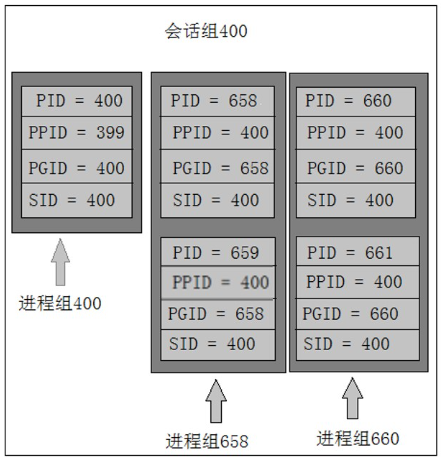 会话组400
PID = 400
PPID = 399
PGID = 400
SID = 400
进程组400
PID = 658
PPID = 400
PGID = 658
SID = 400
PID = 659
PPID = 400
PGID = 658
SID = 400
进程组658
PID = 660
PPID = 400
PGID = 660
SID = 400
PID = 661
PPID = 400
PGID = 660
SID = 400
进程组660